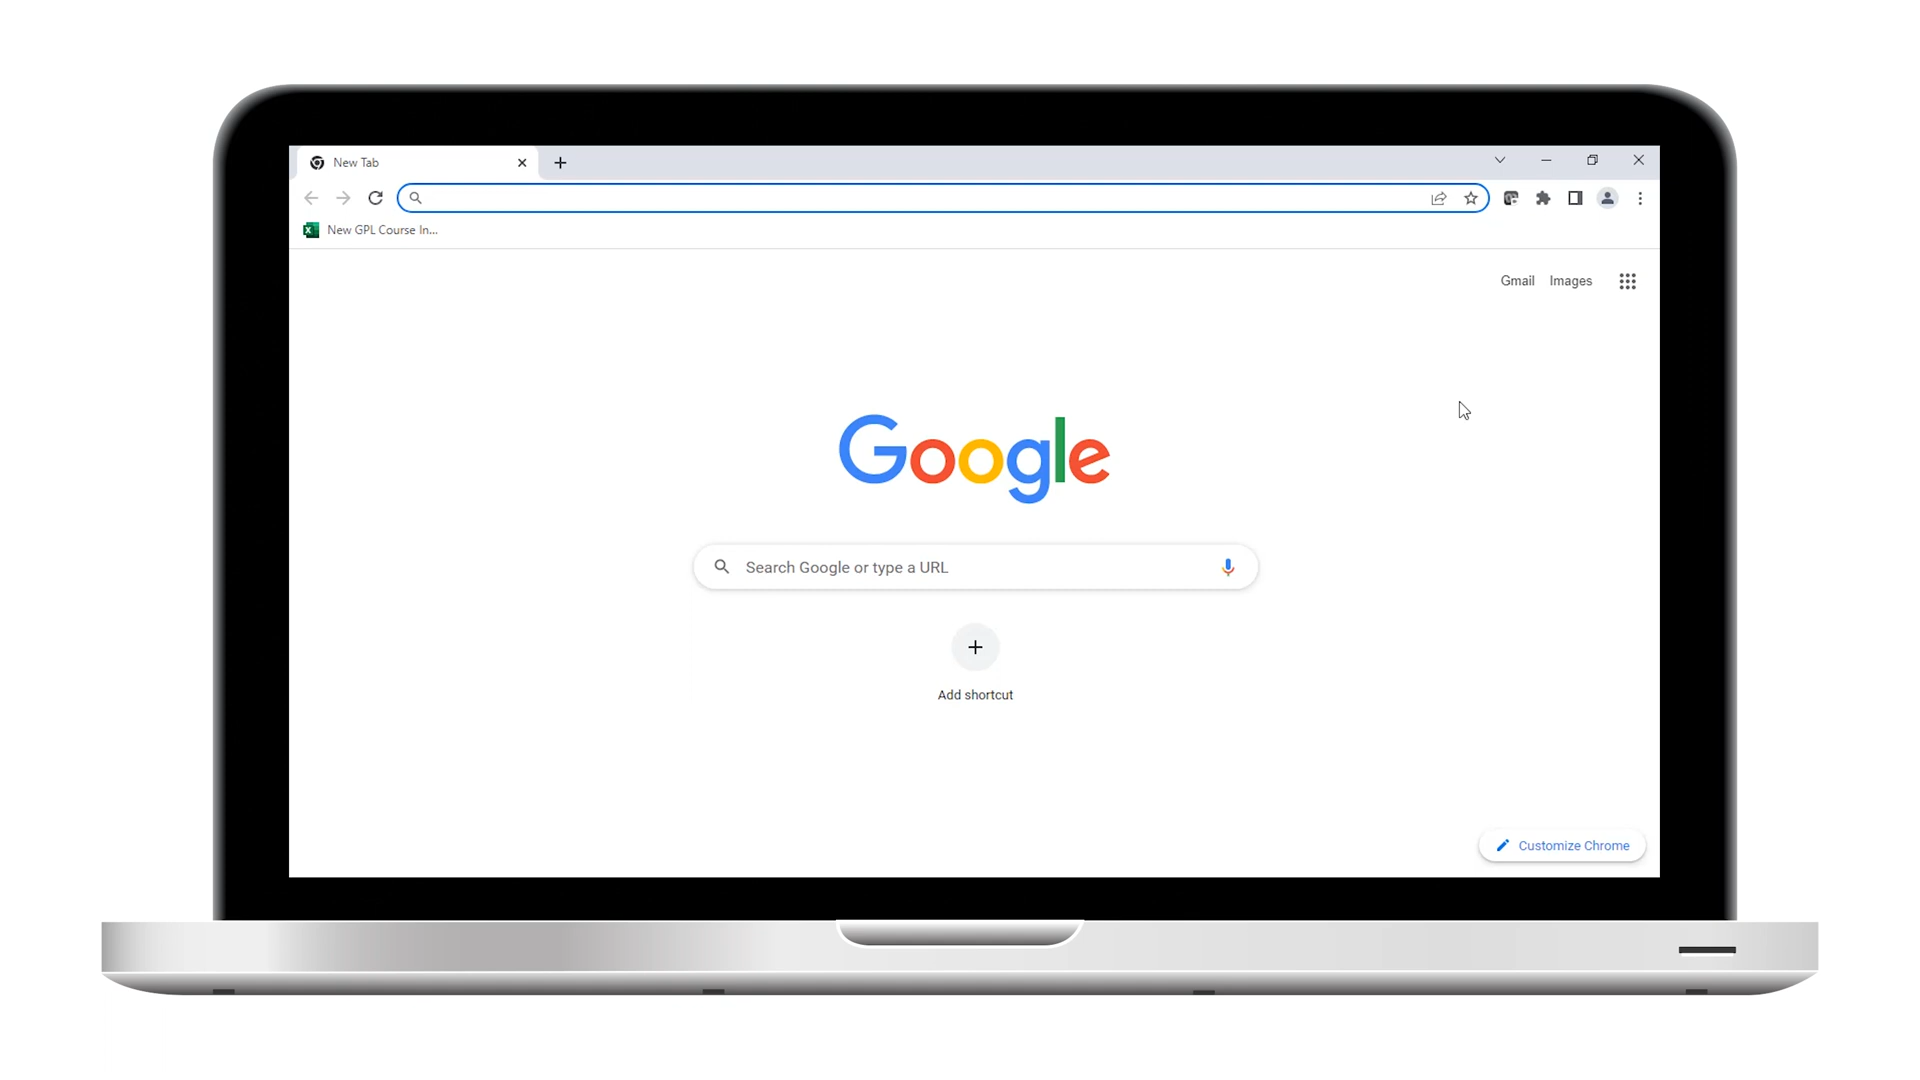 New Tab
New GPL Course In...
Gmail Images
Google
Search Google or type a URL
Add shortcut
Customize Chrome